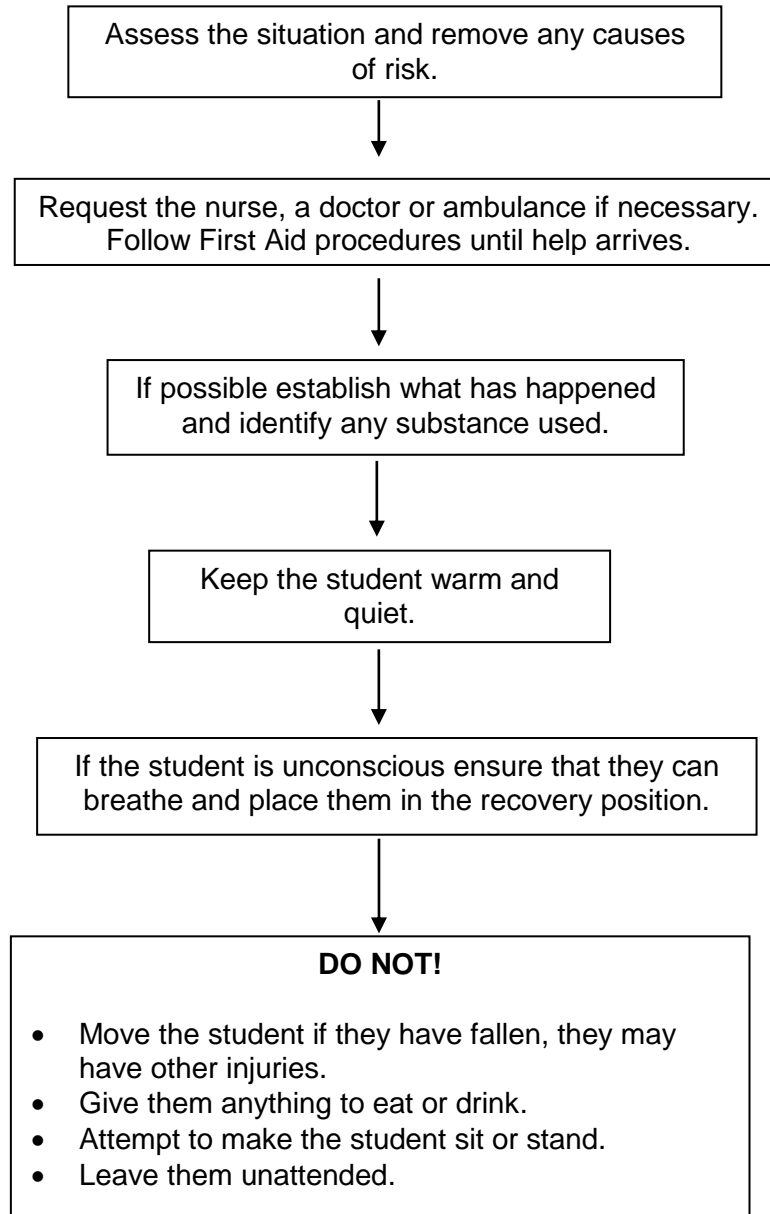 Assess the situation and remove any causes
of risk.
Request the nurse, a doctor or ambulance if necessary.
Follow First Aid procedures until help arrives.
If possible establish what has happened
and identify any substance used.
Keep the student warm and
quiet.
If the student is unconscious ensure that they can
breathe and place them in the recovery position.
DO NOT!
• Move the student if they have fallen, they may
have other injuries.
• Give them anything to eat or drink.
• Attempt to make the student sit or stand.
• Leave them unattended.